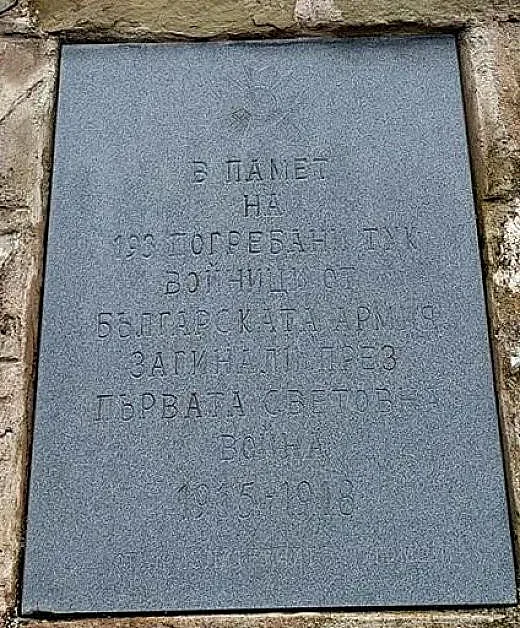 В ПАМЕТ
НА
193 ПОГРЕБАНИ ТУК
ВОЙНИЦИ ОТ
БЪЛГАРСКАТА АРМИЯ
ЗАГИНАЛИ ПРЕЗ
ПЪРВАТА СВЕТОВНА
ВОЙНА
1915-1918